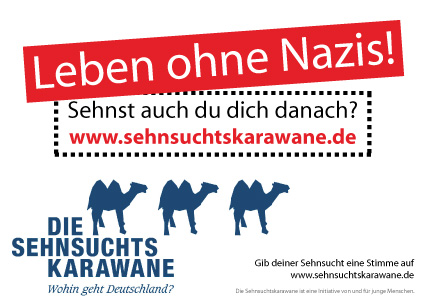 Leben ohne Nazis!
Sehnst auch du dich danach?
www.sehnsuchtskarawane.de
DIE
SEHNSUCHTS
KARAWANE
Wohin geht Deutschland?
Gib deiner Sehnsucht eine Stimme auf
www.sehnsuchtskarawane.de
Die Sehnsuchtskarawane ist eine Initiative von und für junge Menschen.